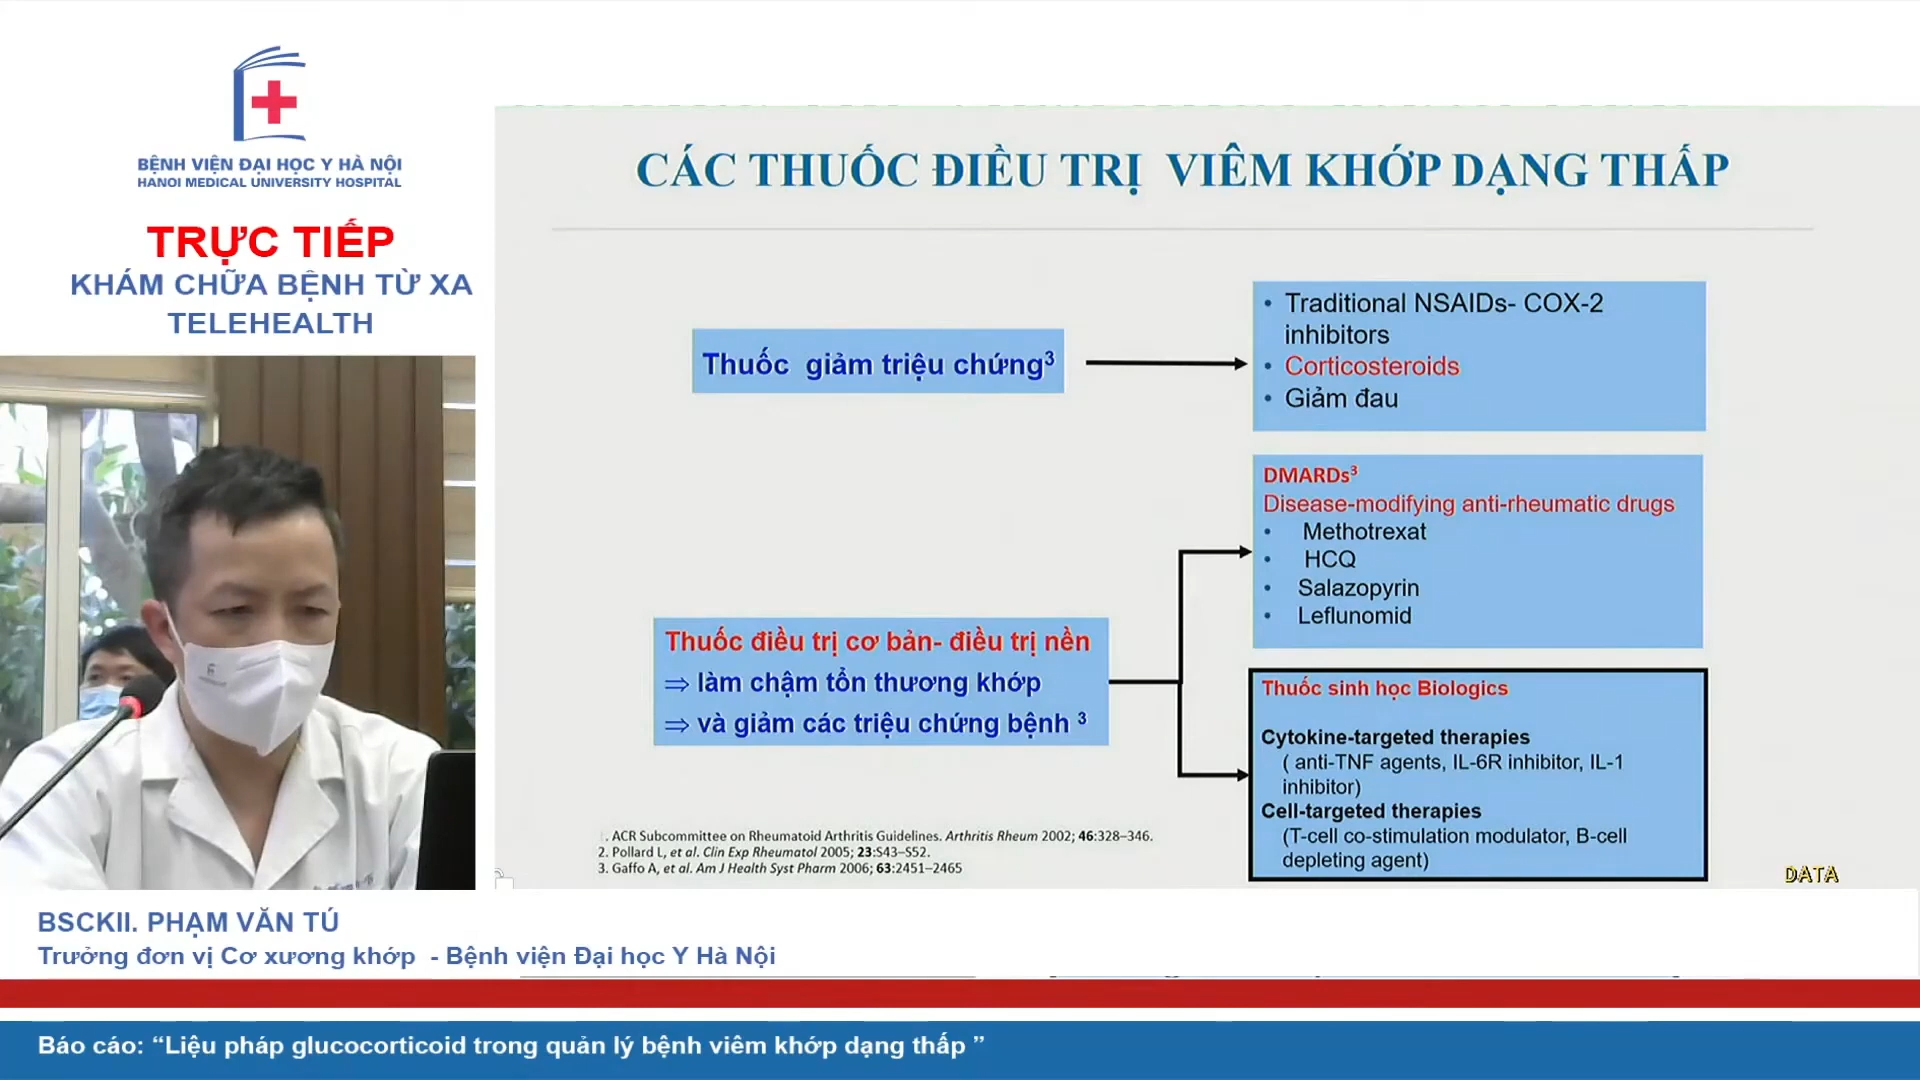 BỆNH VIỆN ĐẠI HỌC Y HÀ NỘI
HANOI MEDICAL UNIVERSITY HOSPITAL
TRỰC TIẾP
KHÁM CHỮA BỆNH TỪ XA
TELEHEALTH
CÁC THUỐC ĐIỀU TRỊ VIÊM KHỚP DẠNG THẤP
Thuốc giảm triệu chứng³
• Traditional NSAIDs- COX-2
inhibitors
• Corticosteroids
• Giảm đau
DMARDs³
Disease-modifying anti-rheumatic drugs
• Methotrexat
• HCQ
• Salazopyrin
• Leflunomid
Thuốc điều trị cơ bản- điều trị nền
⇒ làm chậm tổn thương khớp
⇒ và giảm các triệu chứng bệnh ³
Thuốc sinh học Biologics
Cytokine-targeted therapies
( anti-TNF agents, IL-6R inhibitor, IL-1
inhibitor)
Cell-targeted therapies
(T-cell co-stimulation modulator, B-cell
depleting agent)
1. ACR Subcommittee on Rheumatoid Arthritis Guidelines. Arthritis Rheum 2002; 46:328–346.
2. Pollard L, et al. Clin Exp Rheumatol 2005; 23:S43–S52.
3. Gaffo A, et al. Am J Health Syst Pharm 2006; 63:2451–2465
DATA
BSCKII. PHẠM VĂN TÚ
Trưởng đơn vị Cơ xương khớp - Bệnh viện Đại học Y Hà Nội
Báo cáo: “Liệu pháp glucocorticoid trong quản lý bệnh viêm khớp dạng thấp ”